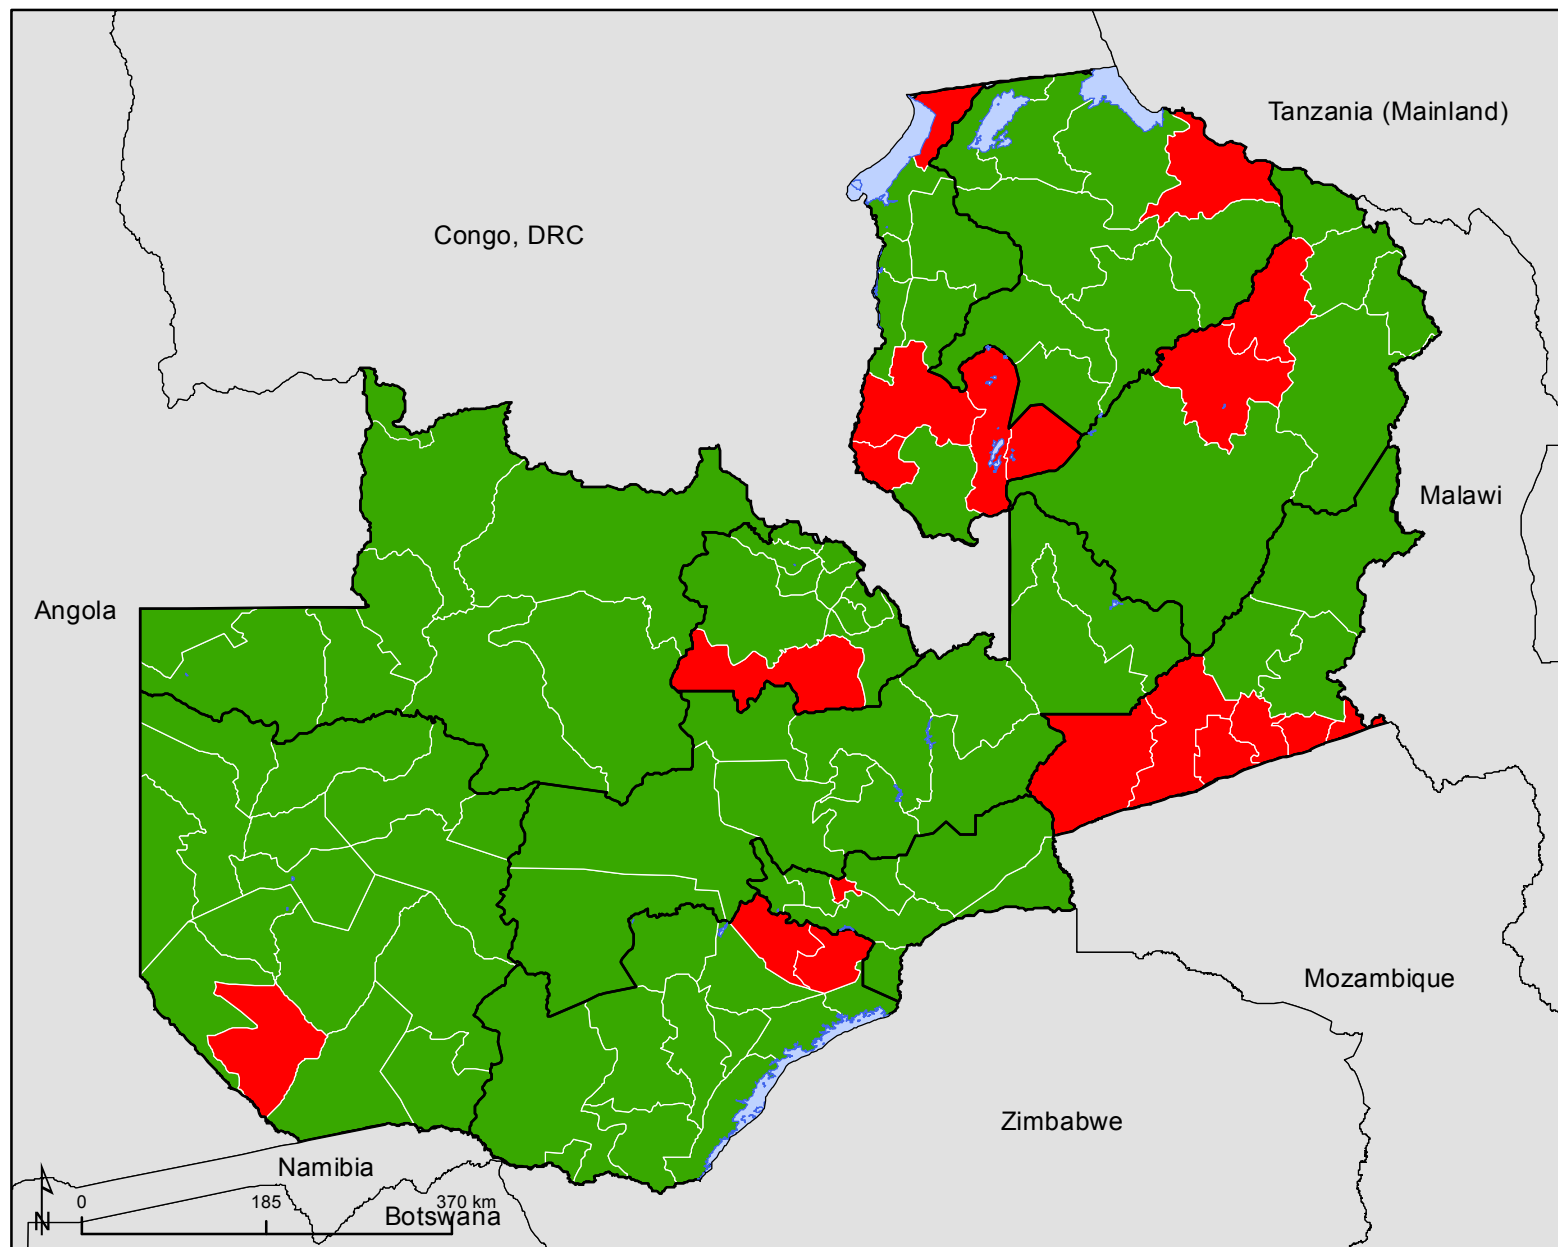 Tanzania (Mainland)
Congo, DRC
Malawi
Angola
Mozambique
Zimbabwe
Namibia
0 185 370 km
Botswana
N